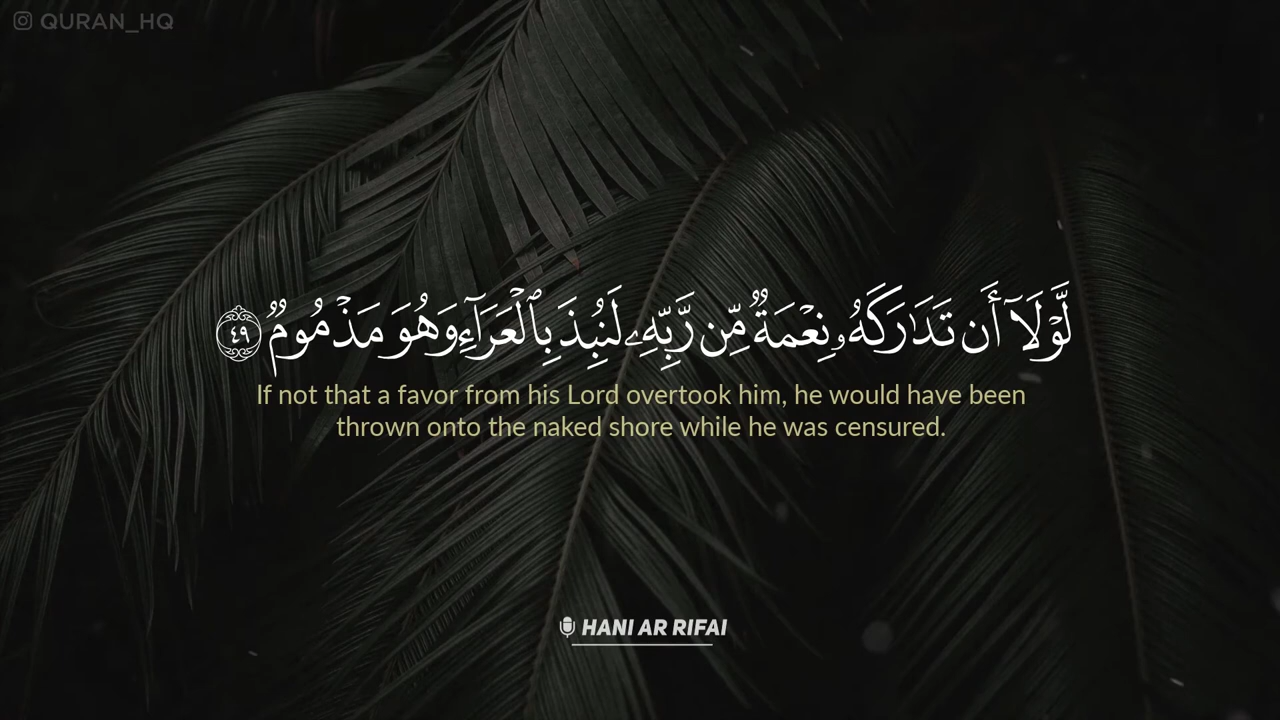 QURAN_HQ
لَّوْلَآ أَن تَدَٰرَكَهُۥ نِعْمَةٌۭ مِّن رَّبِّهِۦ لَنُبِذَ بِٱلْعَرَآءِ وَهُوَ مَذْمُومٌۭ ٤٩
If not that a favor from his Lord overtook him, he would have been
thrown onto the naked shore while he was censured.
HANI AR RIFAI